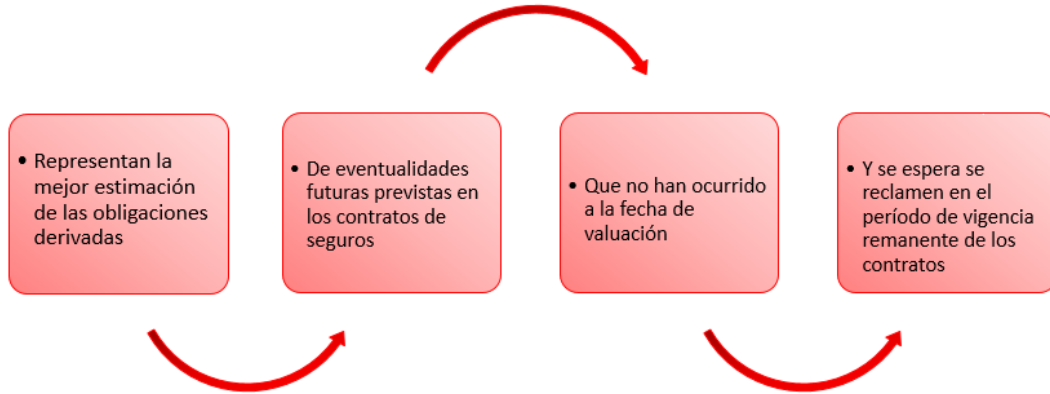 • Representan la
mejor estimación
de las obligaciones
derivadas
• De eventualidades
futuras previstas en
los contratos de
seguros
• Que no han ocurrido
a la fecha de
valuación
• Y se espera se
reclamen en el
período de vigencia
remanente de los
contratos